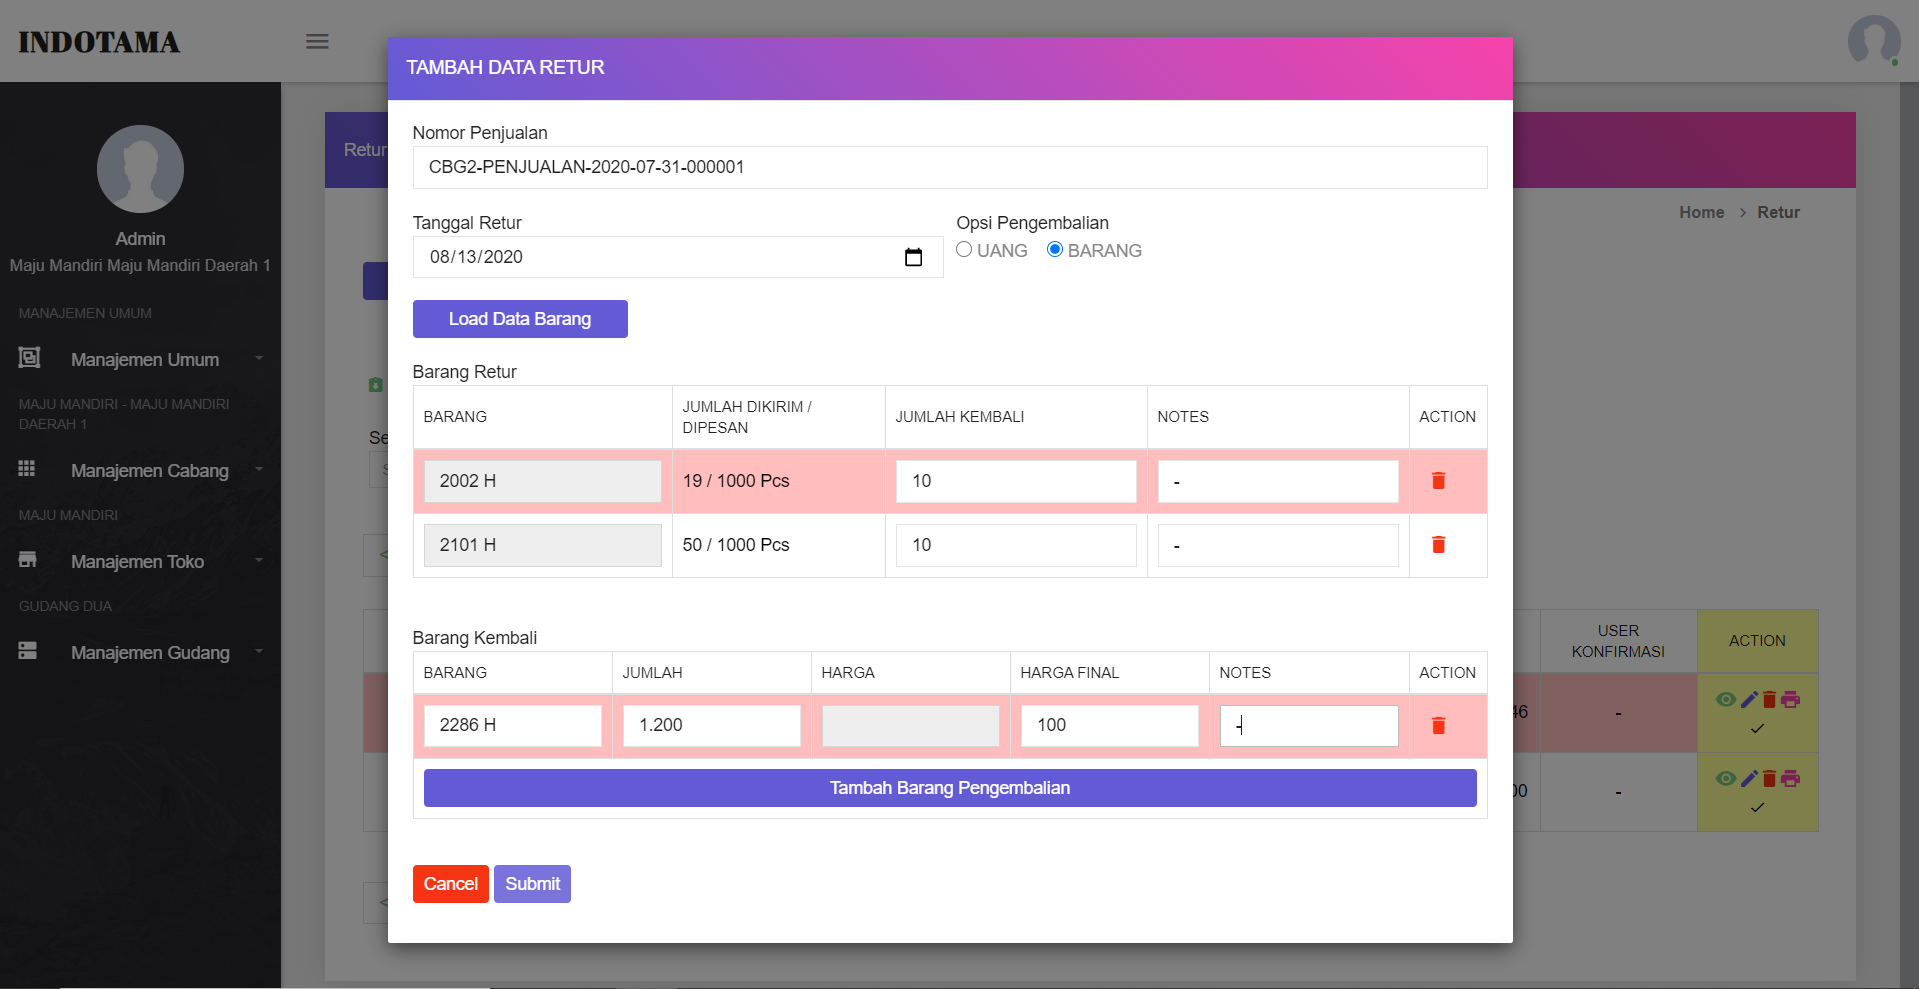 INDOTAMA
TAMBAH DATA RETUR
Admin
Maju Mandiri Maju Mandiri Daerah 1
MANAJEMEN UMUM
Manajemen Umum
MAJU MANDIRI - MAJU MANDIRI
DAERAH 1
Manajemen Cabang
MAJU MANDIRI
Manajemen Toko
GUDANG DUA
Manajemen Gudang
Retur
Home > Retur
Nomor Penjualan
CBG2-PENJUALAN-2020-07-31-000001
Tanggal Retur
08/13/2020
Opsi Pengembalian
UANG BARANG
Load Data Barang
Barang Retur
BARANG JUMLAH DIKIRIM / DIPESAN JUMLAH KEMBALI NOTES ACTION
2002 H 19 / 1000 Pcs 10 -
2101 H 50 / 1000 Pcs 10 -
Barang Kembali
BARANG JUMLAH HARGA HARGA FINAL NOTES ACTION
2286 H 1.200 100 -
Tambah Barang Pengembalian
Cancel Submit
USER KONFIRMASI ACTION
-
-